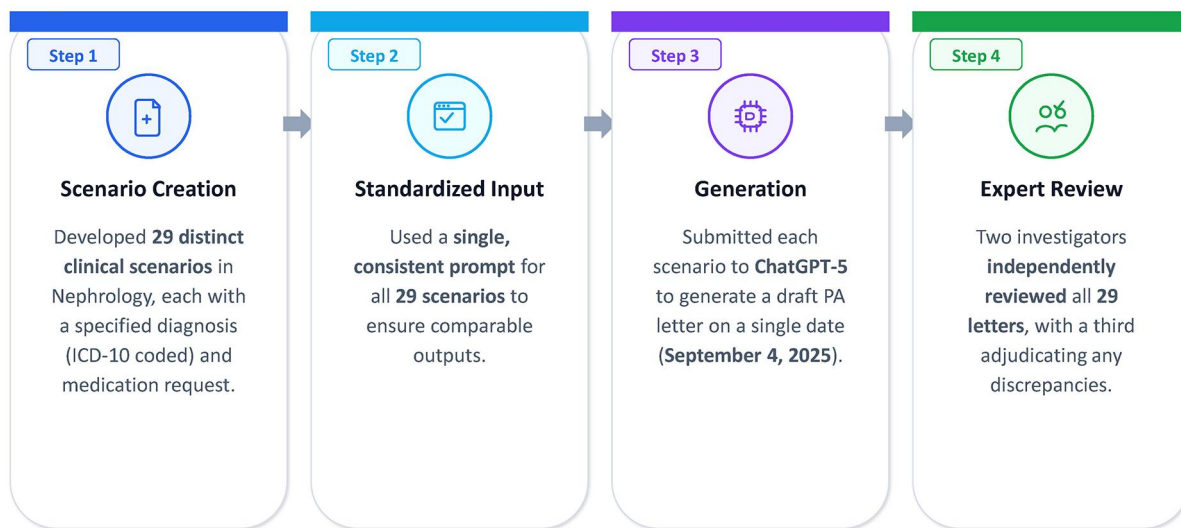 Step 1
Scenario Creation
Developed 29 distinct
clinical scenarios in
Nephrology, each with
a specified diagnosis
(ICD-10 coded) and
medication request.
Step 2
Standardized Input
Used a single,
consistent prompt for
all 29 scenarios to
ensure comparable
outputs.
Step 3
Generation
Submitted each
scenario to ChatGPT-5
to generate a draft PA
letter on a single date
(September 4, 2025).
Step 4
Expert Review
Two investigators
independently
reviewed all 29
letters, with a third
adjudicating any
discrepancies.